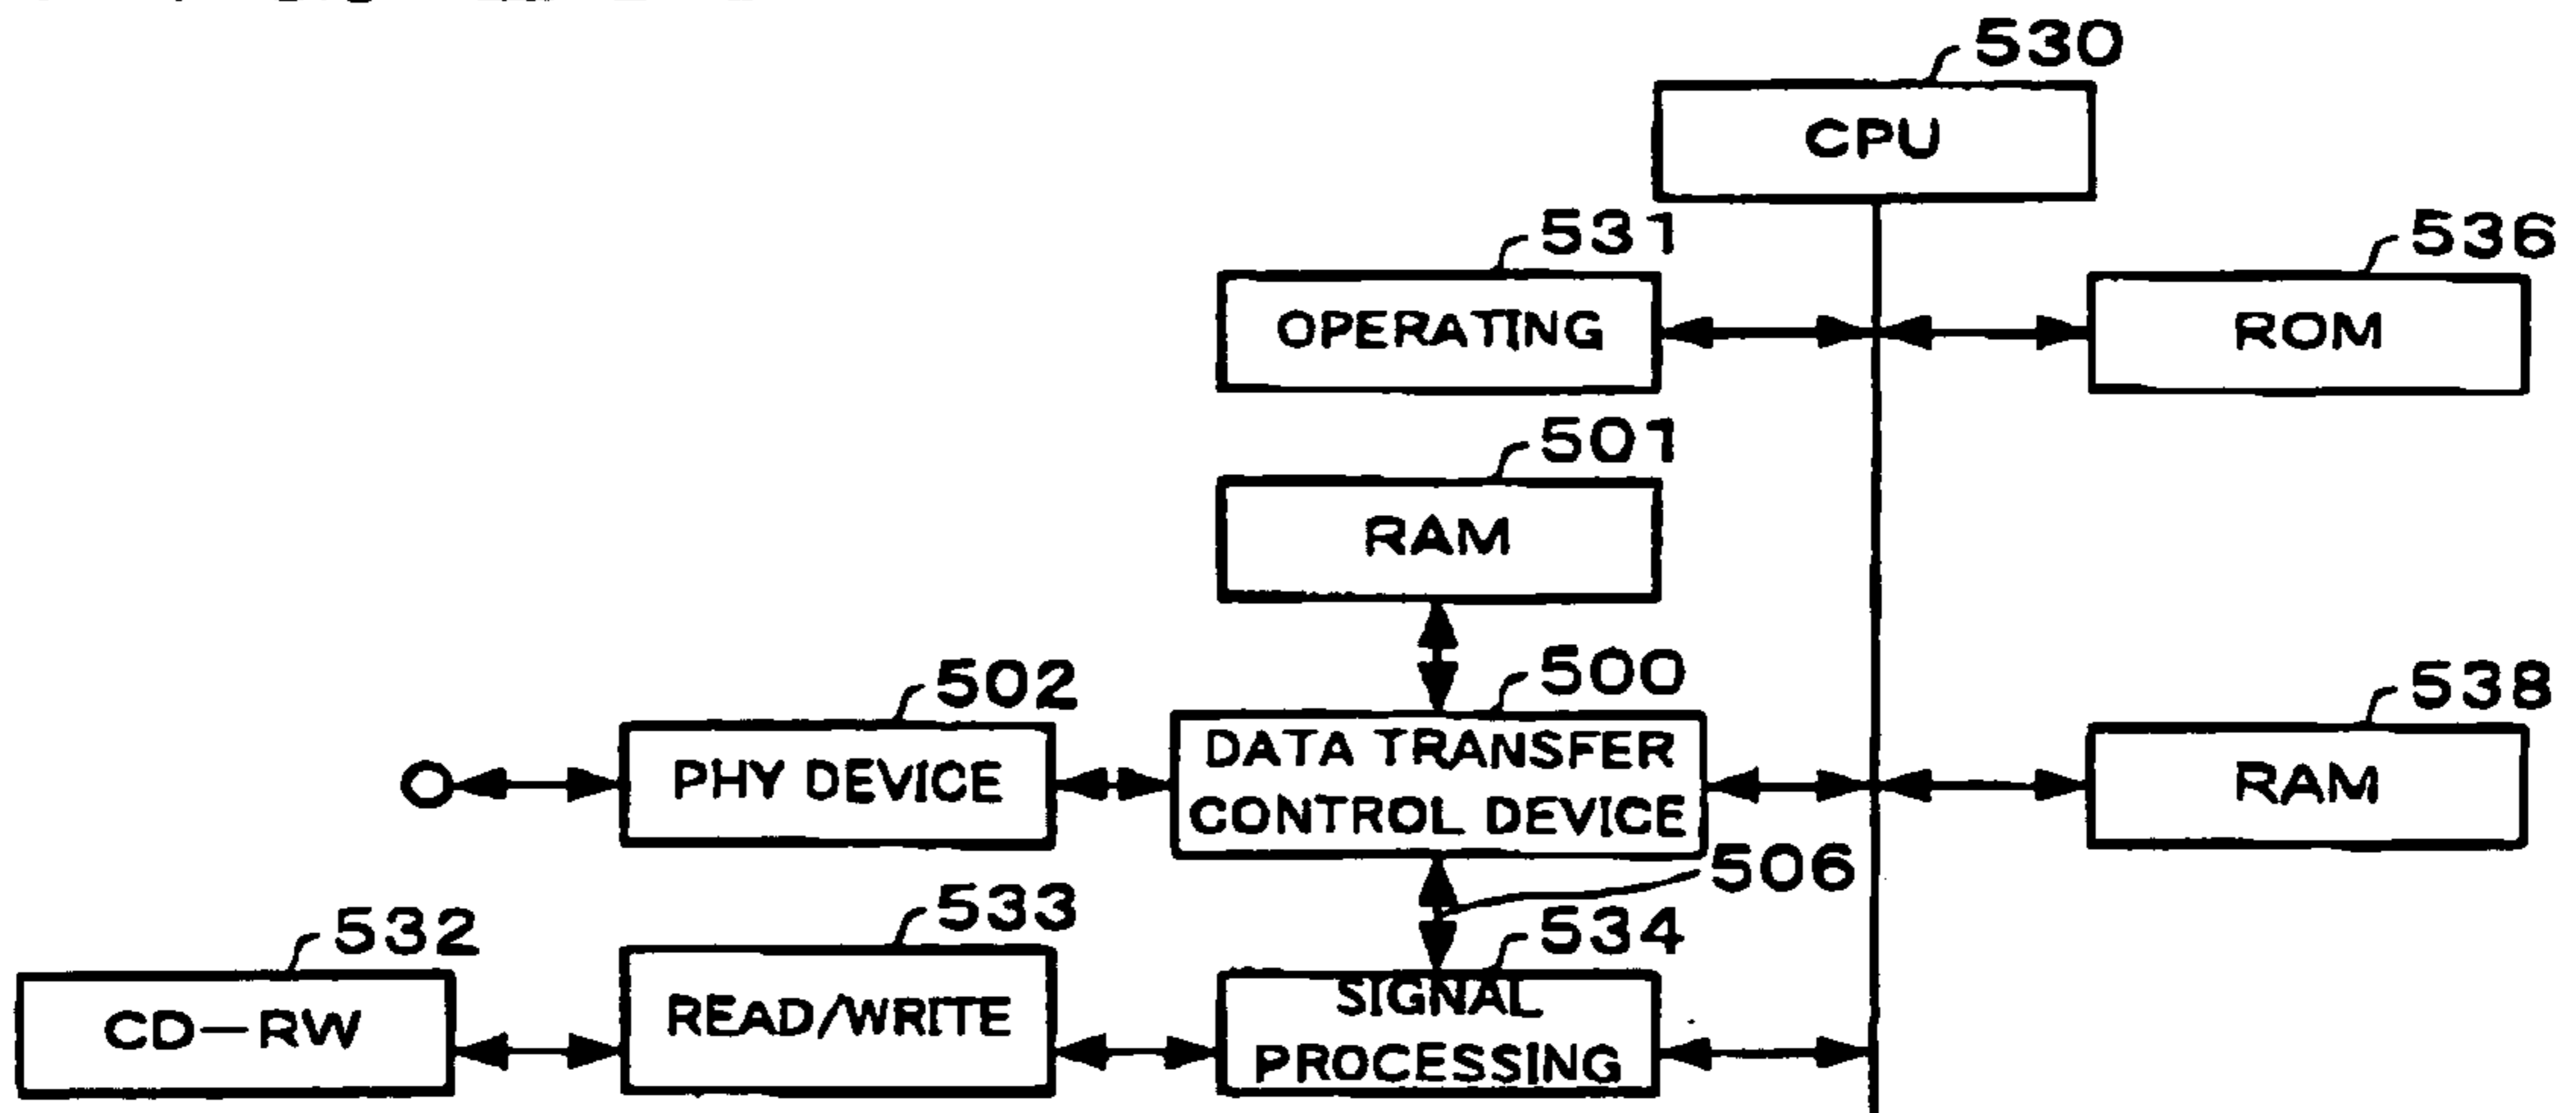 530
CPU
531
536
OPERATING
ROM
501
RAM
502
500
538
PHY DEVICE
DATA TRANSFER
CONTROL DEVICE
RAM
506
532
533
534
CD-RW
READ/WRITE
SIGNAL
PROCESSING